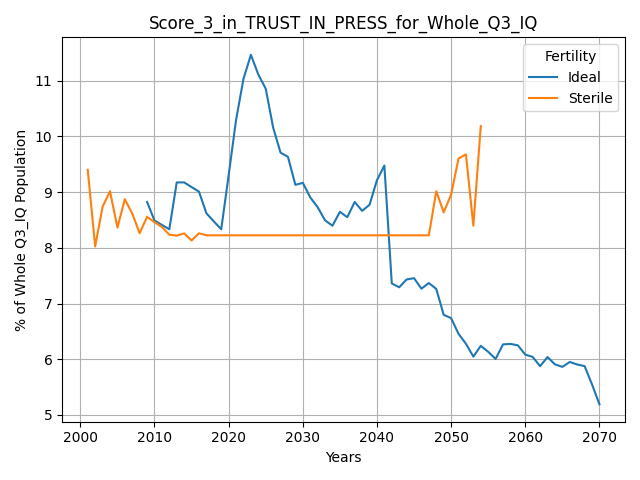 Score_3_in_TRUST_IN_PRESS_for_Whole_Q3_IQ
Fertility
Ideal
Sterile
% of Whole Q3_IQ Population
11
10
9
8
7
6
5
2000 2010 2020 2030 2040 2050 2060 2070
Years